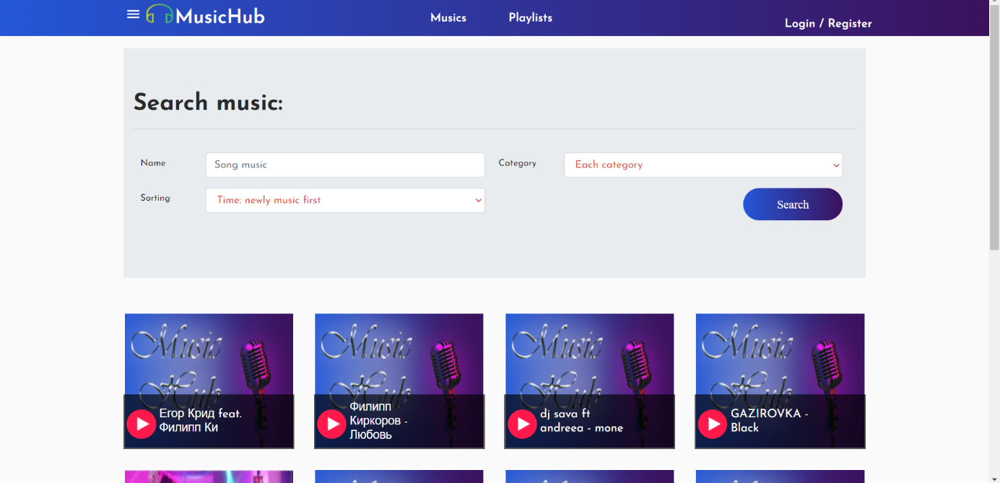 MusicHub
Musics
Playlists
Login / Register
Search music:
Name
Song music
Category
Each category
Sorting
Time: newly music first
Search
Music
Hub
Егор Крид feat.
Филипп Ки
Music
Hub
Филипп
Киркоров -
Любовь
Music
Hub
dj sava ft
andreea - mone
Music
Hub
GAZIROVKA -
Black